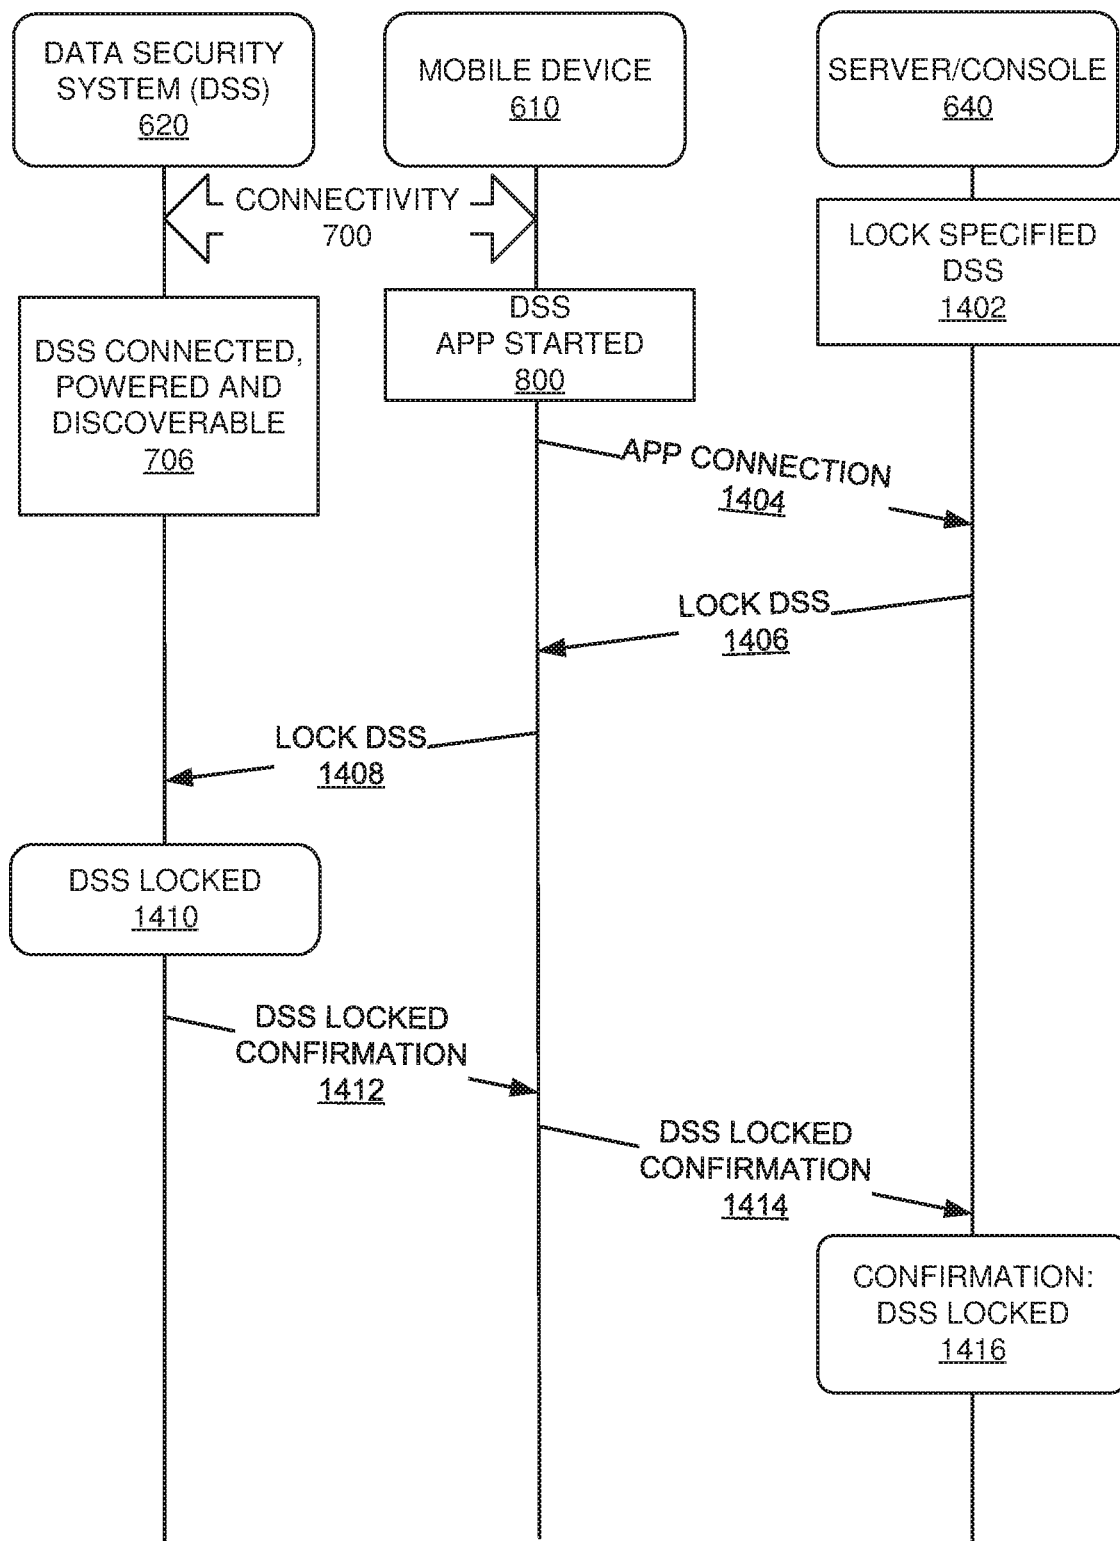 DATA SECURITY
SYSTEM (DSS)
620
MOBILE DEVICE
610
SERVER/CONSOLE
640
CONNECTIVITY
700
LOCK SPECIFIED
DSS
1402
DSS CONNECTED,
POWERED AND
DISCOVERABLE
706
DSS
APP STARTED
800
APP CONNECTION
1404
LOCK DSS
1406
LOCK DSS
1408
DSS LOCKED
1410
DSS LOCKED
CONFIRMATION
1412
DSS LOCKED
CONFIRMATION
1414
CONFIRMATION:
DSS LOCKED
1416